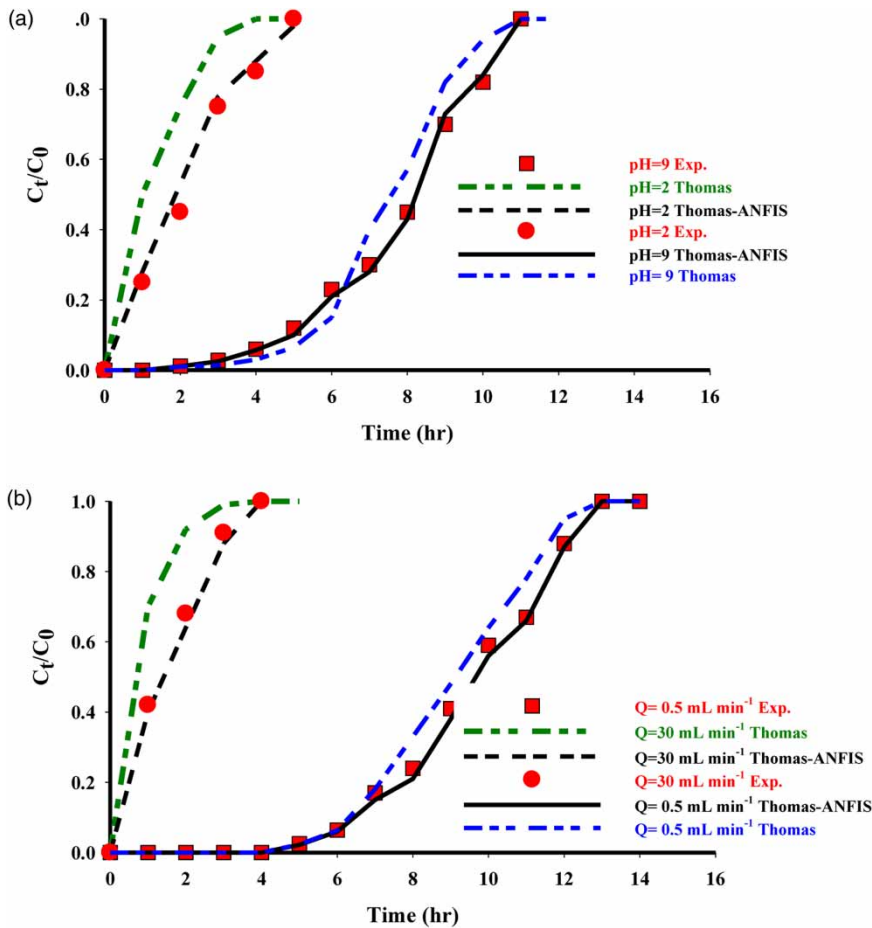 (a)
.0
0.8
0.6
0.4
0.2
0.0
Ct/C0
pH=9 Exp.
pH=2 Thomas
pH=2 Thomas-ANFIS
pH=2 Exp.
pH=9 Thomas-ANFIS
pH= 9 Thomas
0 2 4 6 8 10 12 14 16
Time (hr)
(b)
1.0
0.8
0.6
0.4
0.2
0.0
Ct/C0
Q= 0.5 mL min⁻¹ Exp.
Q=30 mL min⁻¹ Thomas
Q=30 mL min⁻¹ Thomas-ANFIS
Q=30 mL min⁻¹ Exp.
Q= 0.5 mL min⁻¹ Thomas-ANFIS
Q= 0.5 mL min⁻¹ Thomas
0 2 4 6 8 10 12 14 16
Time (hr)